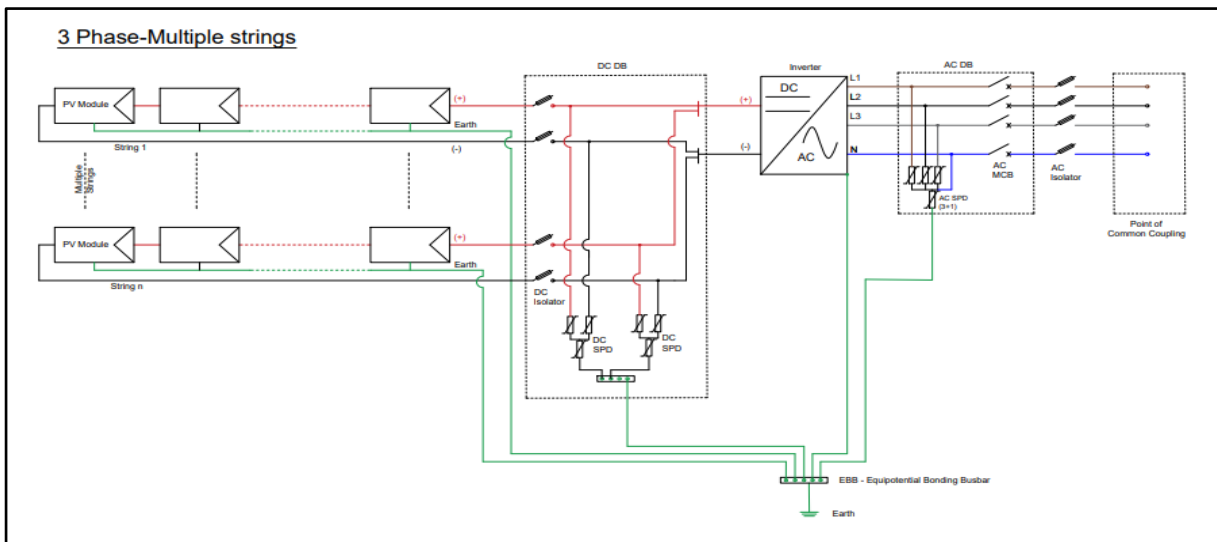 3 Phase-Multiple strings
DC DB
Inverter
AC DB
PV Module
(+)
Earth
(-)
String 1
Multiple
Strings
(+)
(-)
DC
AC
L1
L2
L3
N
AC SPD
(3+1)
AC
MCB
AC
Isolator
Point of
Common Coupling
PV Module
(+)
Earth
String n
DC
Isolator
DC
SPD
DC
SPD
EBB - Equipotential Bonding Busbar
Earth